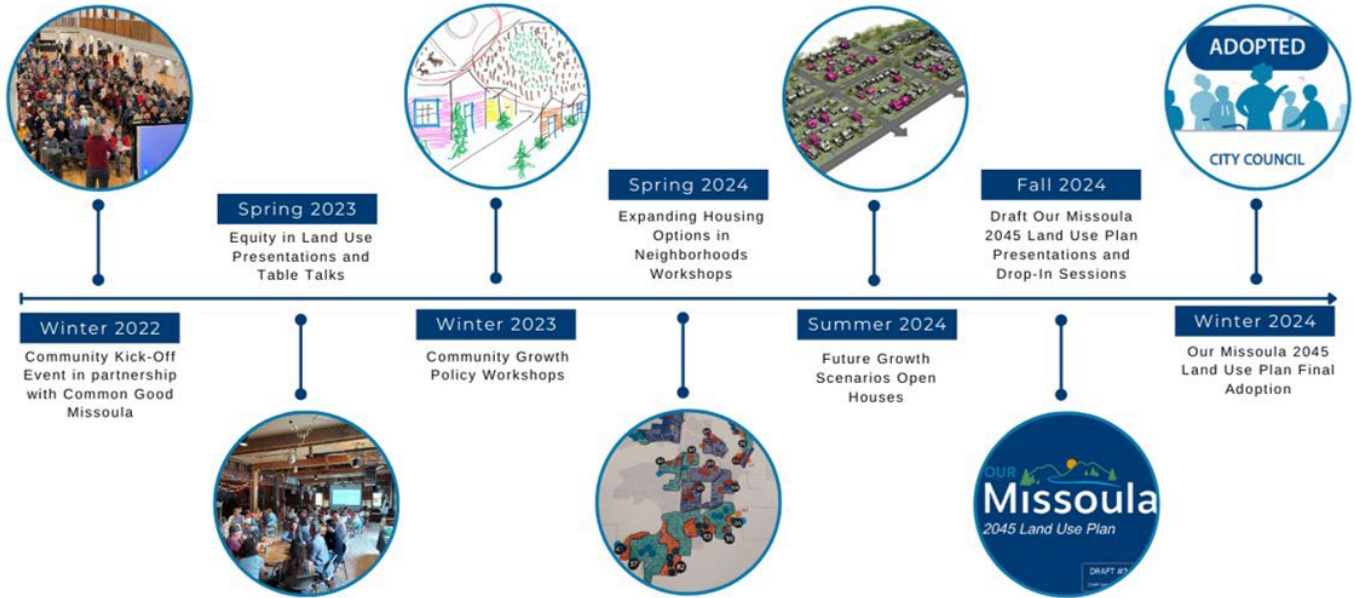 ADOPTED
CITY COUNCIL
Spring 2023
Equity in Land Use
Presentations and
Table Talks
Spring 2024
Expanding Housing
Options in
Neighborhoods
Workshops
Fall 2024
Draft Our Missoula
2045 Land Use Plan
Presentations and
Drop-In Sessions
Winter 2022
Community Kick-Off
Event in partnership
with Common Good
Missoula
Winter 2023
Community Growth
Policy Workshops
Summer 2024
Future Growth
Scenarios Open
Houses
Winter 2024
Our Missoula 2045
Land Use Plan Final
Adoption
OUR
Missoula
2045 Land Use Plan
DRAFT